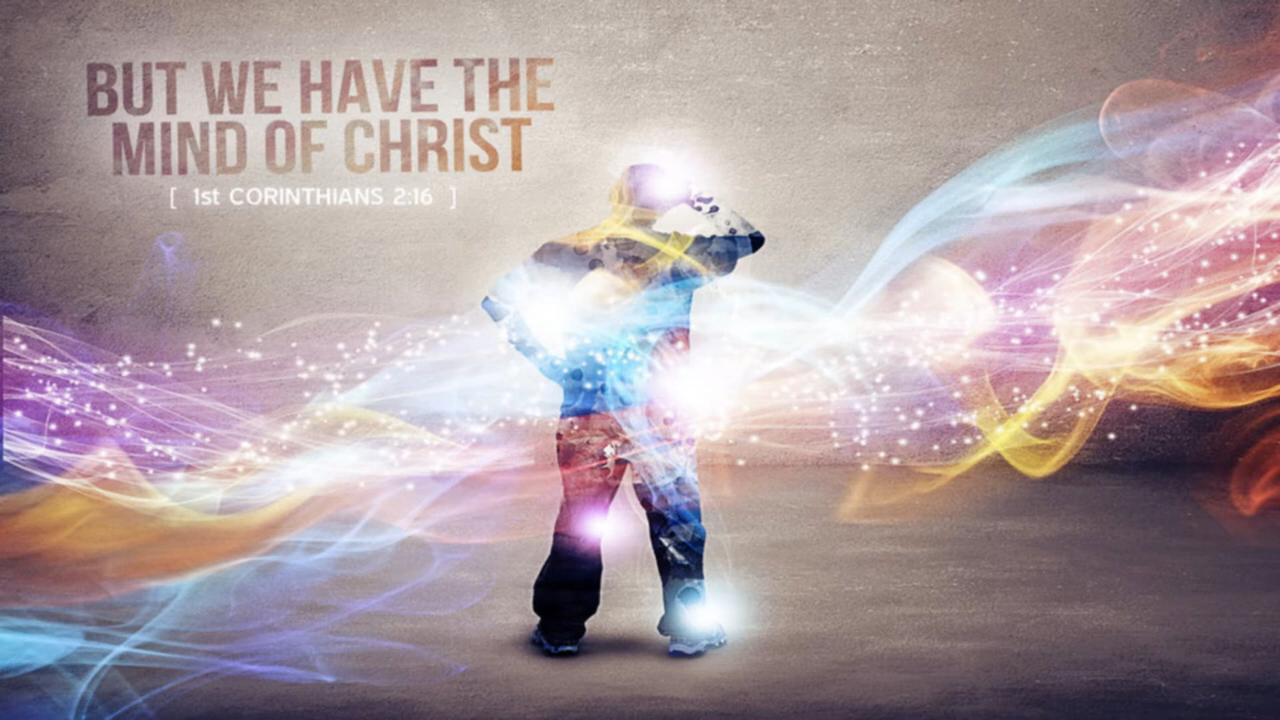 BUT WE HAVE THE
MIND OF CHRIST
[ 1st CORINTHIANS 2:16 ]